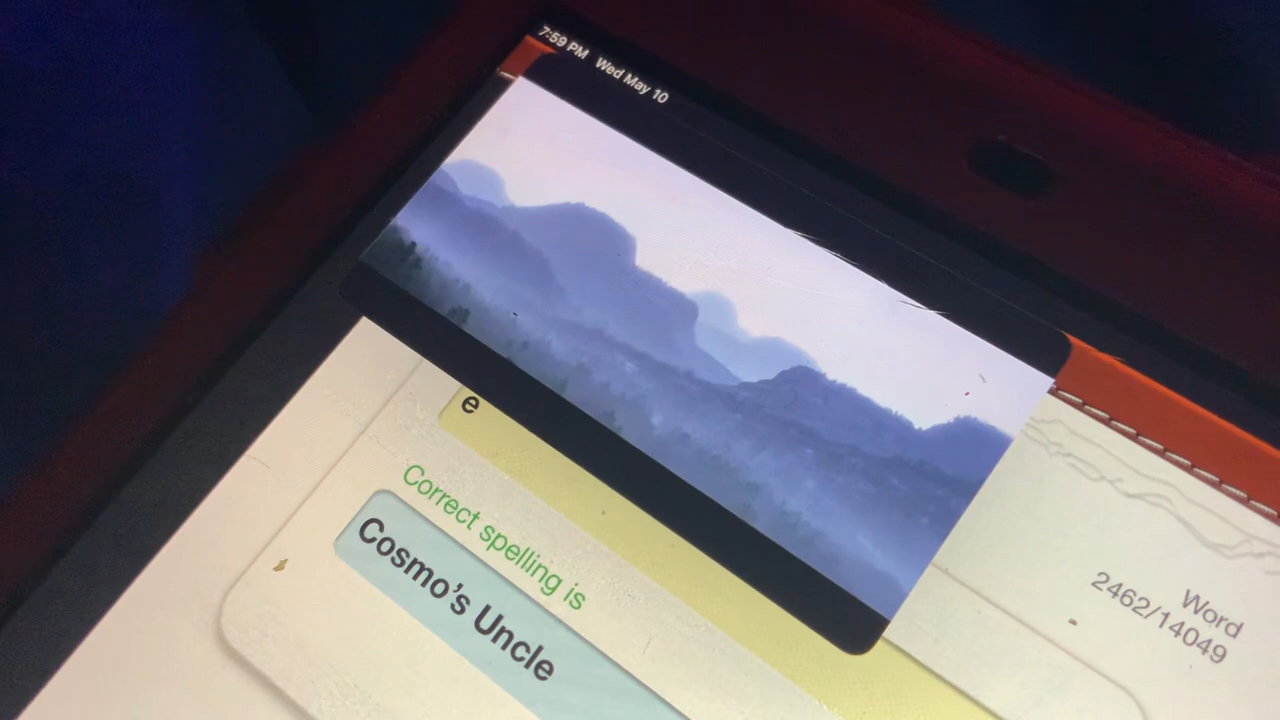 7:59 PM Wed May 10
e
Correct spelling is
Cosmo's Uncle
Word
2462/14049